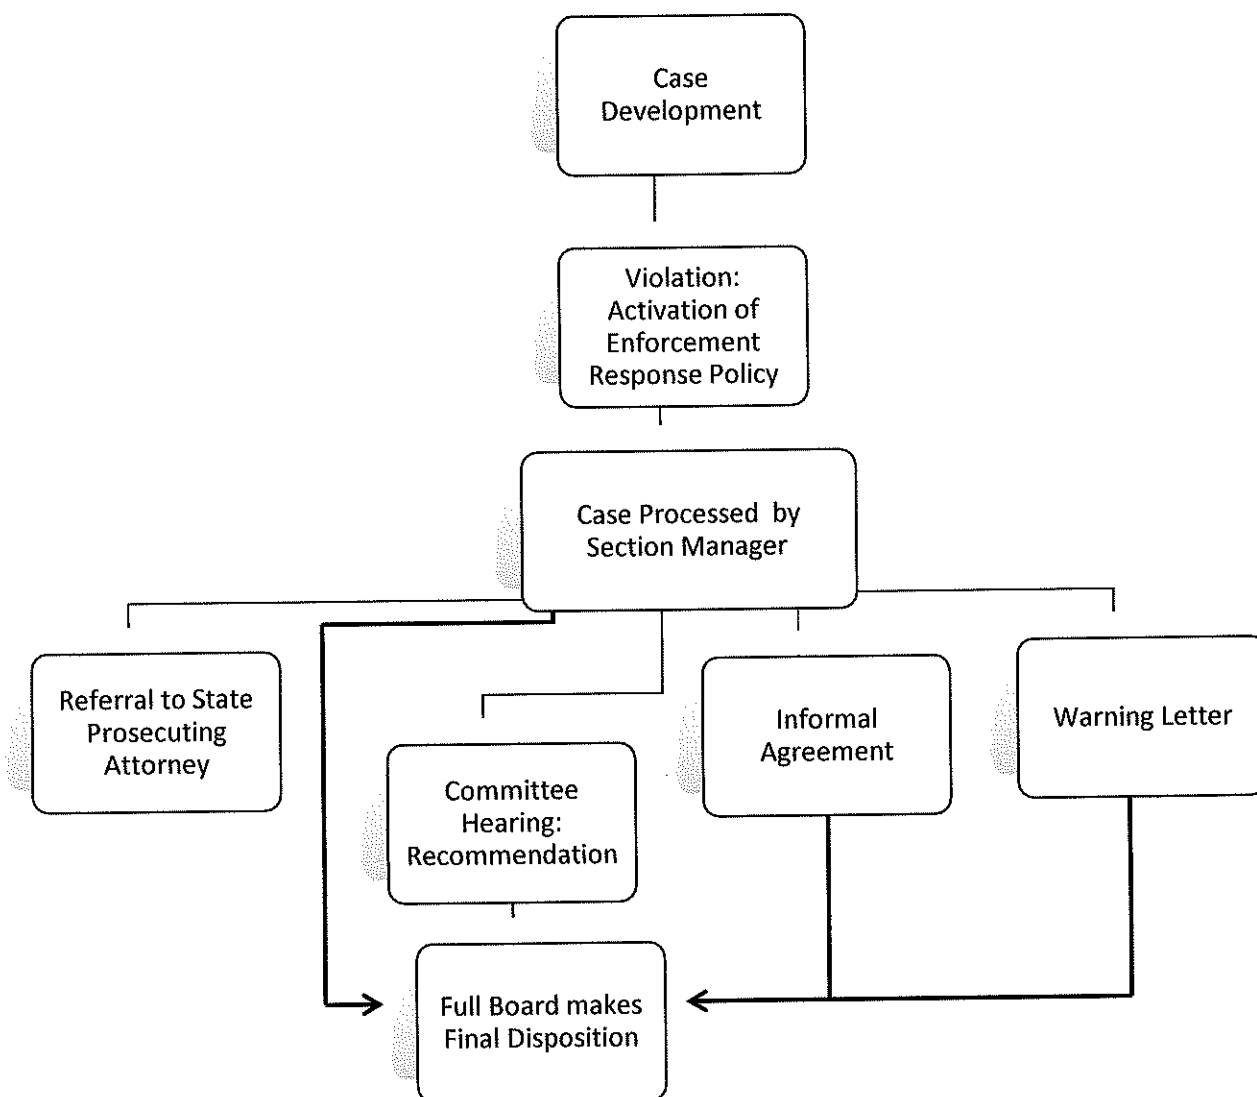 Case
Development
Violation:
Activation of
Enforcement
Response Policy
Case Processed by
Section Manager
Referral to State
Prosecuting
Attorney
Committee
Hearing:
Recommendation
Informal
Agreement
Warning Letter
Full Board makes
Final Disposition